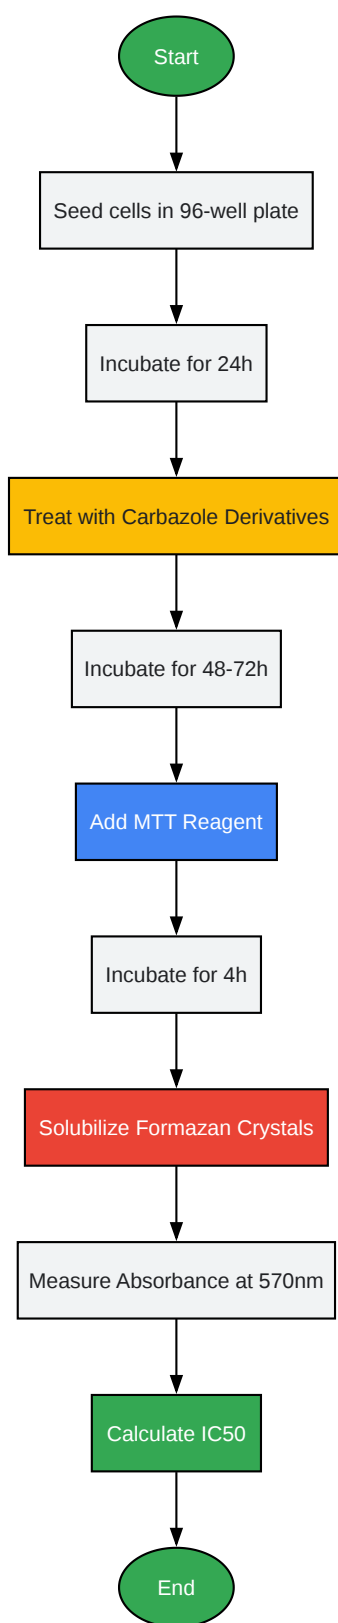 Start
Seed cells in 96-well plate
Incubate for 24h
Treat with Carbazole Derivatives
Incubate for 48-72h
Add MTT Reagent
Incubate for 4h
Solubilize Formazan Crystals
Measure Absorbance at 570nm
Calculate IC50
End